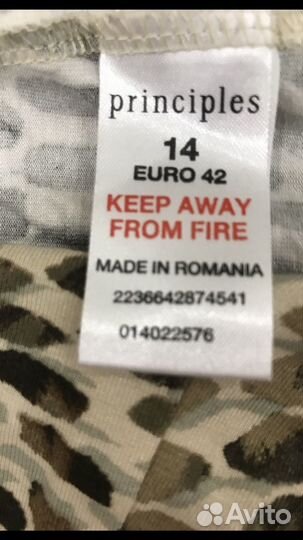 principles
14
EURO 42
KEEP AWAY
FROM FIRE
MADE IN ROMANIA
2236642874541
014022576
Avito